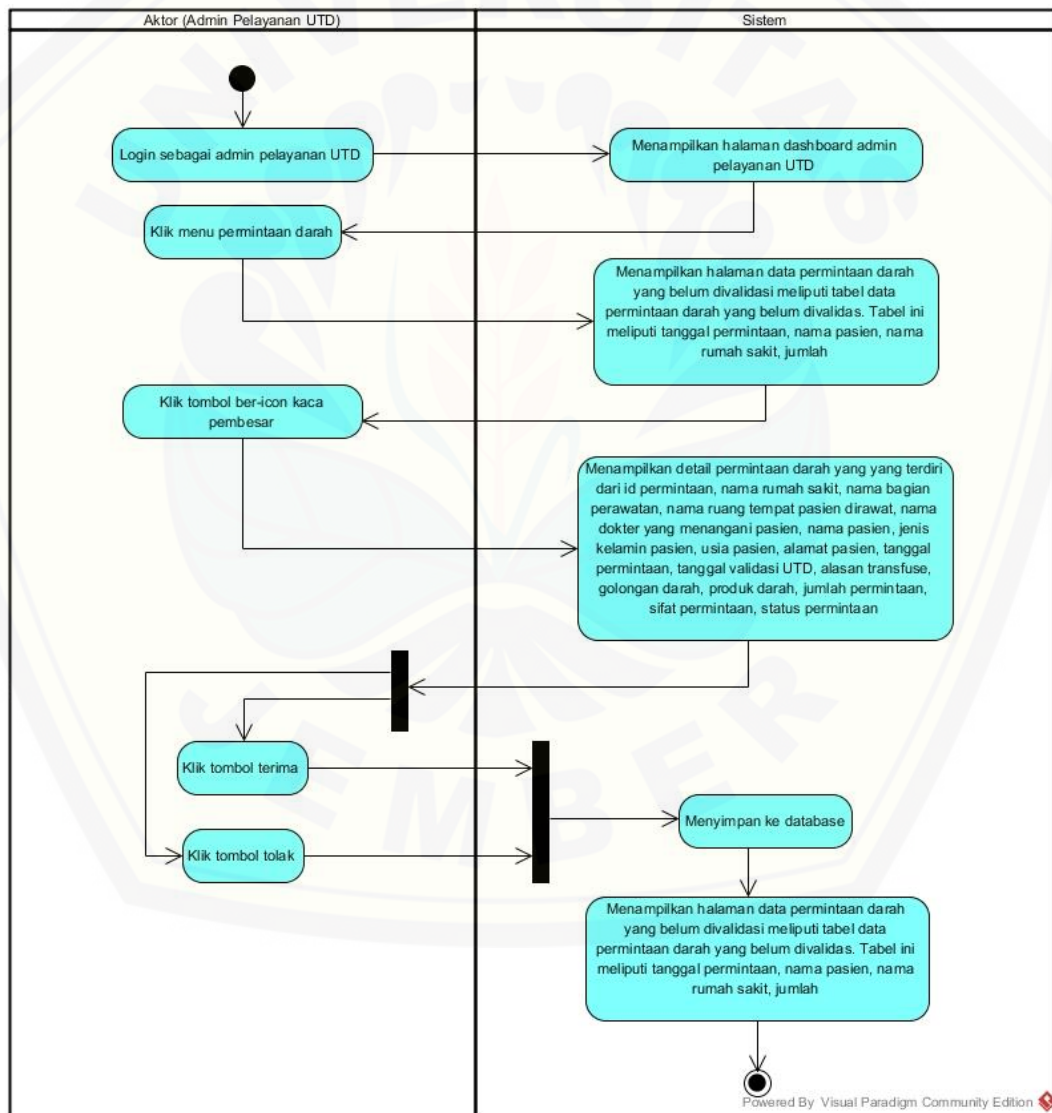 Aktor (Admin Pelayanan UTD)
Sistem
Login sebagai admin pelayanan UTD
Menampilkan halaman dashboard admin
pelayanan UTD
Klik menu permintaan darah
Menampilkan halaman data permintaan darah
yang belum divalidasi meliputi tabel data
permintaan darah yang belum divalidas. Tabel ini
meliputi tanggal permintaan, nama pasien, nama
rumah sakit, jumlah
Klik tombol ber-icon kaca
pembesar
Menampilkan detail permintaan darah yang yang terdiri
dari id permintaan, nama rumah sakit, nama bagian
perawatan, nama ruang tempat pasien dirawat, nama
dokter yang menangani pasien, nama pasien, jenis
kelamin pasien, usia pasien, alamat pasien, tanggal
permintaan, tanggal validasi UTD, alasan transfuse,
golongan darah, produk darah, jumlah permintaan,
sifat permintaan, status permintaan
Klik tombol terima
Klik tombol tolak
Menyimpan ke database
Menampilkan halaman data permintaan darah
yang belum divalidasi meliputi tabel data
permintaan darah yang belum divalidas. Tabel ini
meliputi tanggal permintaan, nama pasien, nama
rumah sakit, jumlah
Powered By Visual Paradigm Community Edition
UNIVERSITAS
JEMBER